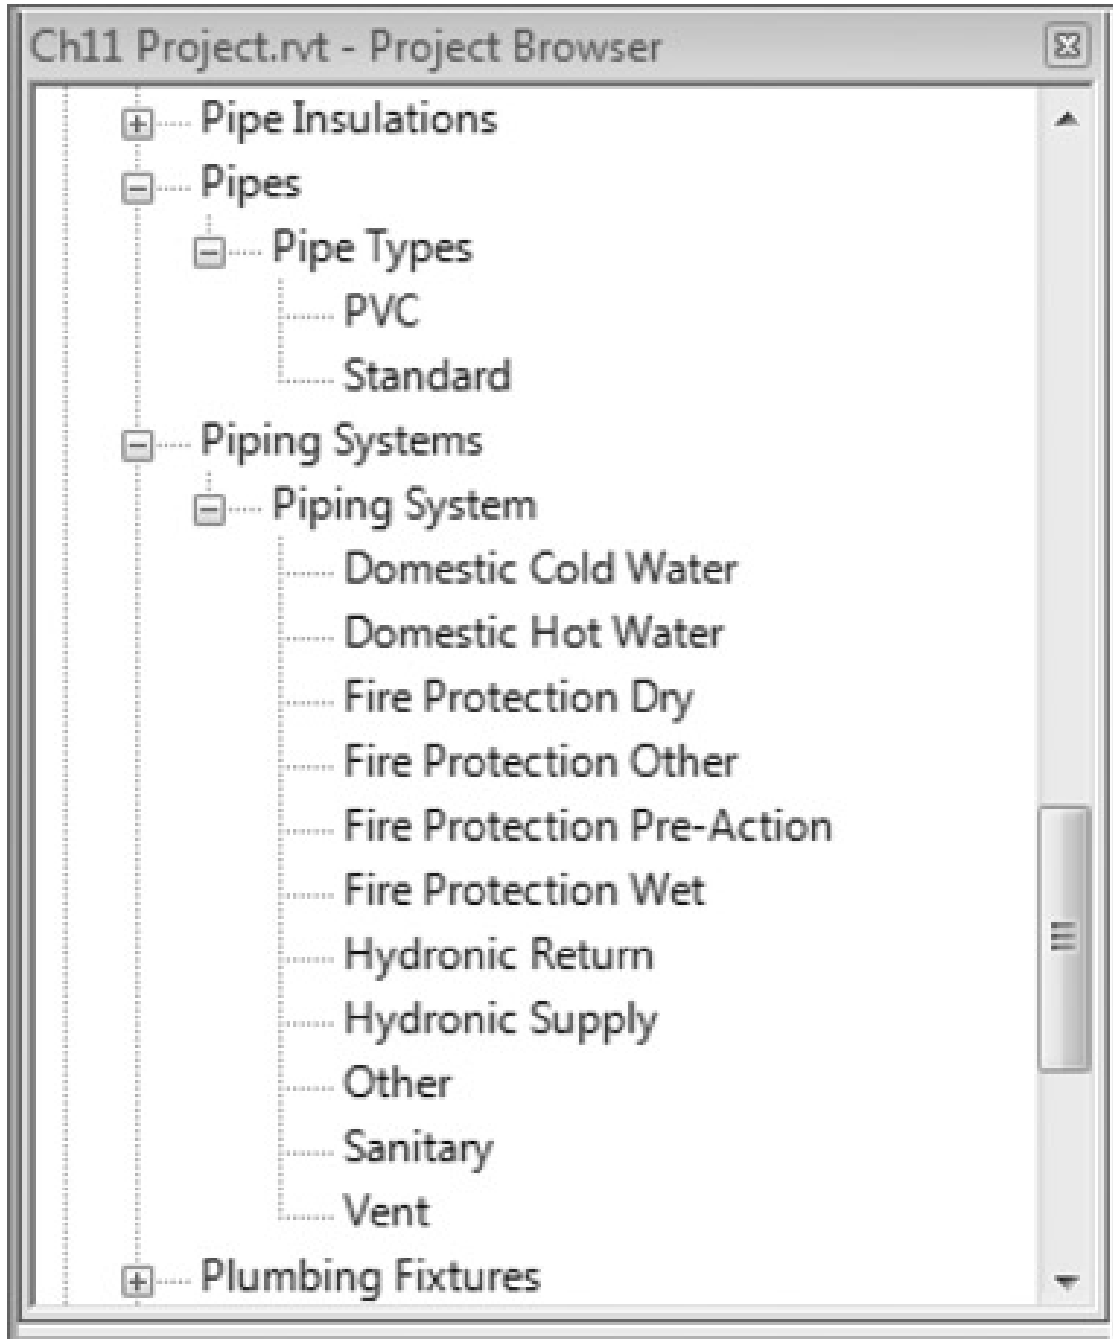 Ch11 Project.rvt - Project Browser
Pipe Insulations
Pipes
Pipe Types
PVC
Standard
Piping Systems
Piping System
Domestic Cold Water
Domestic Hot Water
Fire Protection Dry
Fire Protection Other
Fire Protection Pre-Action
Fire Protection Wet
Hydronic Return
Hydronic Supply
Other
Sanitary
Vent
Plumbing Fixtures